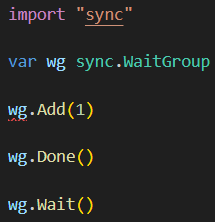 import "sync"
var wg sync.WaitGroup
wg.Add(1)
wg.Done()
wg.Wait()